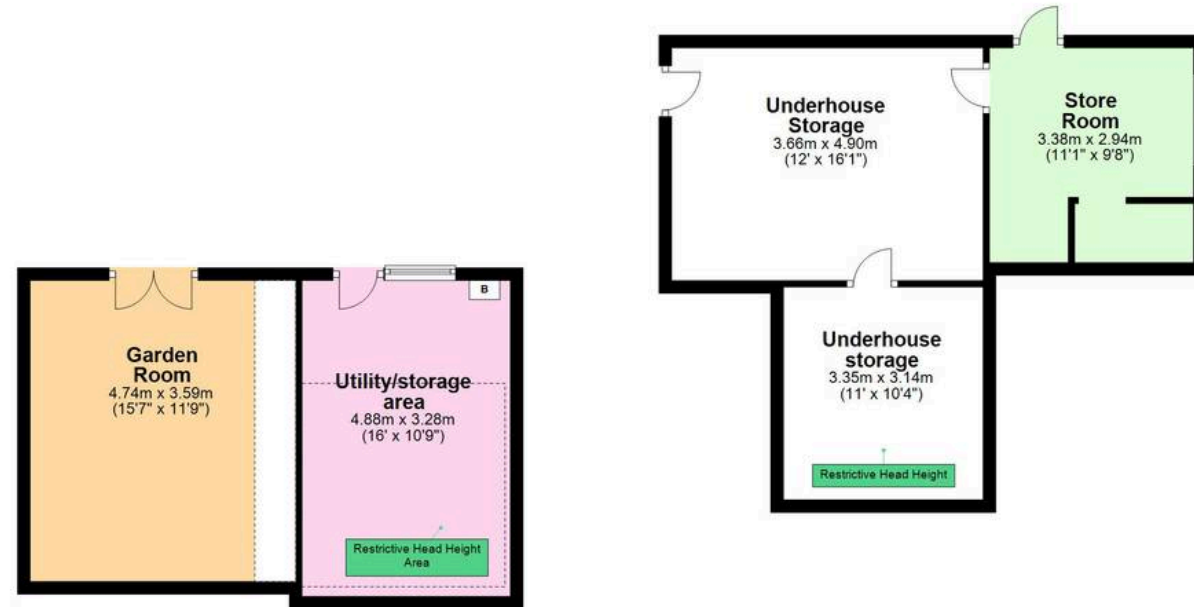 Underhouse
Storage
3.66m x 4.90m
(12' x 16'1")
Store
Room
3.38m x 2.94m
(11'1" x 9'8")
B
Garden
Room
4.74m x 3.59m
(15'7" x 11'9")
Utility/storage
area
4.88m x 3.28m
(16' x 10'9")
Restrictive Head Height
Area
Underhouse
storage
3.35m x 3.14m
(11' x 10'4")
Restrictive Head Height